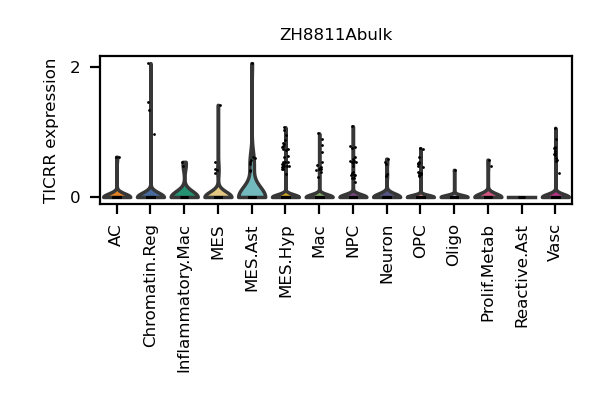 ZH8811Abulk
TICRR expression
2
0
AC
Chromatin.Reg
Inflammatory.Mac
MES
MES.Ast
MES.Hyp
Mac
NPC
Neuron
OPC
Oligo
Prolif.Metab
Reactive.Ast
Vasc